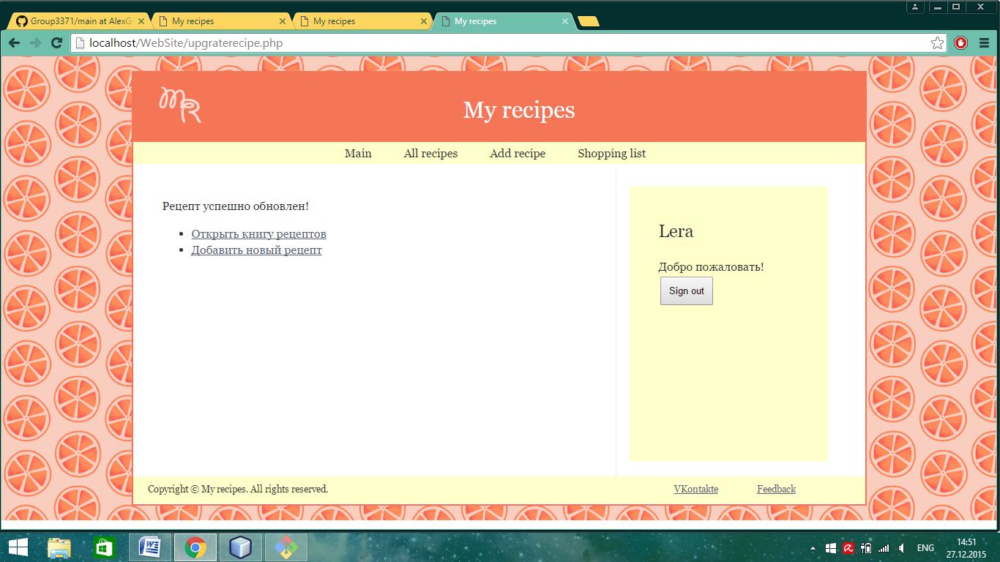 Group3371/main at AlexG
My recipes
My recipes
My recipes
localhost/WebSite/upgraterecipe.php
MR
My recipes
Main All recipes Add recipe Shopping list
Рецепт успешно обновлен!
Открыть книгу рецептов
Добавить новый рецепт
Lera
Добро пожаловать!
Sign out
Copyright © My recipes. All rights reserved.
VKontakte Feedback
ENG
14:51
27.12.2015